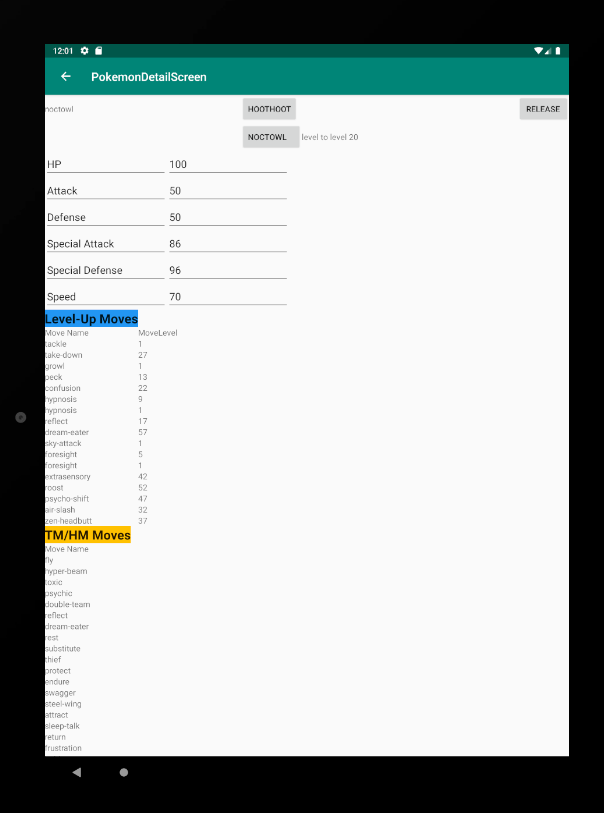 12:01
PokemonDetailScreen
noctowl HOOTHOOT RELEASE
NOCTOWL level to level 20
HP 100
Attack 50
Defense 50
Special Attack 86
Special Defense 96
Speed 70
Level-Up Moves
Move Name MoveLevel
tackle 1
take-down 27
growl 1
peck 13
confusion 22
hypnosis 9
hypnosis 1
reflect 17
dream-eater 57
sky-attack 1
foresight 5
foresight 1
extrasensory 42
roost 52
psycho-shift 47
air-slash 32
zen-headbutt 37
TM/HM Moves
Move Name
fly
hyper-beam
toxic
psychic
double-team
reflect
dream-eater
rest
substitute
thief
protect
endure
swagger
steel-wing
attract
sleep-talk
return
frustration